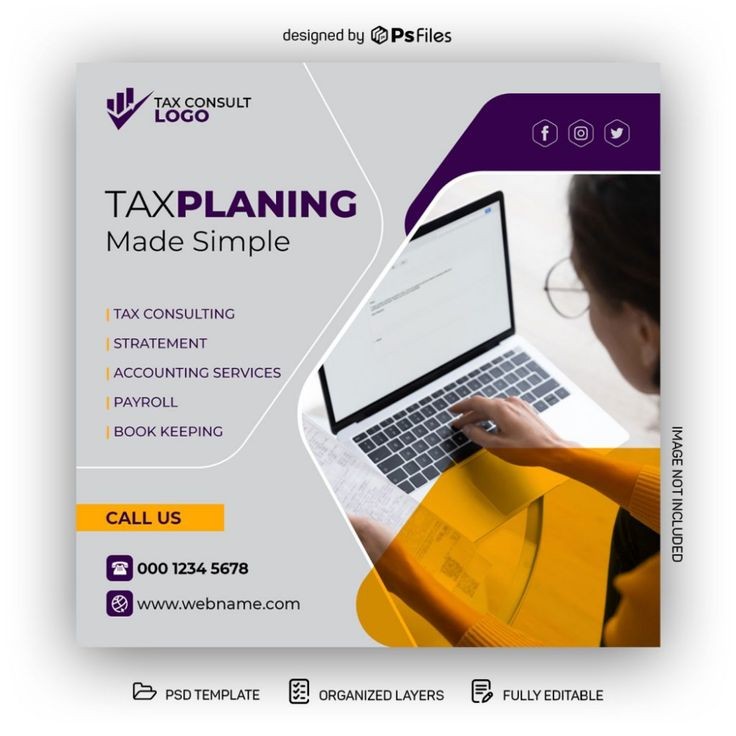 designed by PsFiles
TAX CONSULT
LOGO
TAXPLANING
Made Simple
TAX CONSULTING
STRATEMENT
ACCOUNTING SERVICES
PAYROLL
BOOK KEEPING
CALL US
000 1234 5678
www.webname.com
IMAGE NOT INCLUDED
PSD TEMPLATE
ORGANIZED LAYERS
FULLY EDITABLE